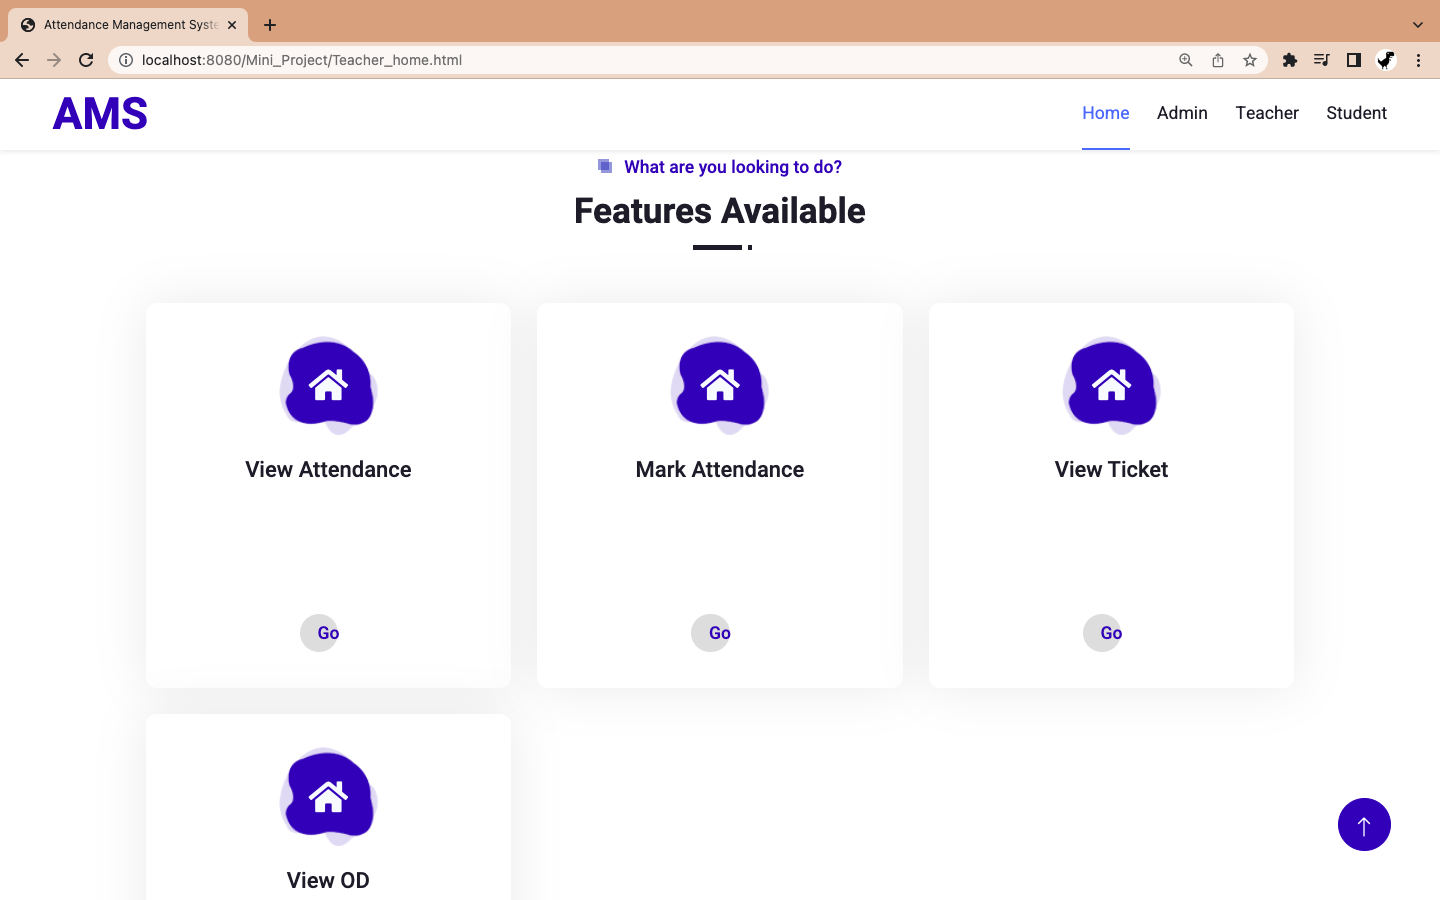 Attendance Management Syste
localhost:8080/Mini_Project/Teacher_home.html
AMS
Home Admin Teacher Student
What are you looking to do?
Features Available
View Attendance Mark Attendance View Ticket
Go Go Go
View OD